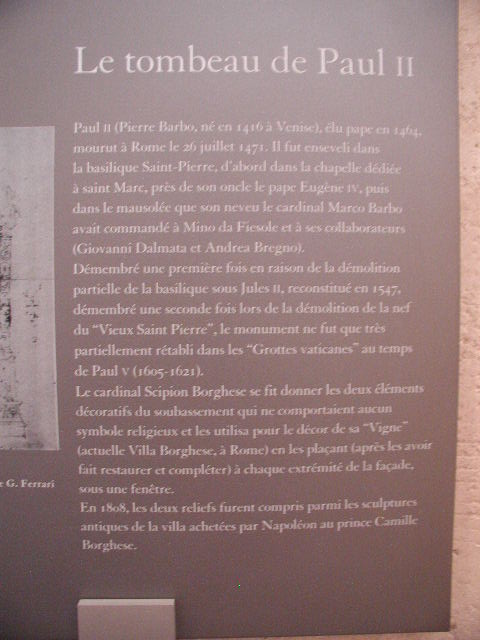 Le tombeau de Paul II
Paul II (Pierre Barbo, né en 1416 à Venise), élu pape en 1464,
mourut à Rome le 26 juillet 1471. Il fut enseveli dans
la basilique Saint-Pierre, d'abord dans la chapelle dédiée
à saint Marc, près de son oncle le pape Eugène IV, puis
dans le mausolée que son neveu le cardinal Marco Barbo
avait commandé à Mino da Fiesole et à ses collaborateurs
(Giovanni Dalmata et Andrea Bregno).
Démembré une première fois en raison de la démolition
partielle de la basilique sous Jules II, reconstitué en 1547,
démembré une seconde fois lors de la démolition de la nef
du "Vieux Saint Pierre", le monument ne fut que très
partiellement rétabli dans les "Grottes vaticanes" au temps
de Paul V (1605-1621).
Le cardinal Scipion Borghese se fit donner les deux éléments
décoratifs du soubassement qui ne comportaient aucun
symbole religieux et les utilisa pour le décor de sa "Vigne"
(actuelle Villa Borghese, à Rome) en les plaçant (après les avoir
fait restaurer et compléter) à chaque extrémité de la façade,
sous une fenêtre.
En 1808, les deux reliefs furent compris parmi les sculptures
antiques de la villa achetées par Napoléon au prince Camille
Borghese.
G. Ferrari